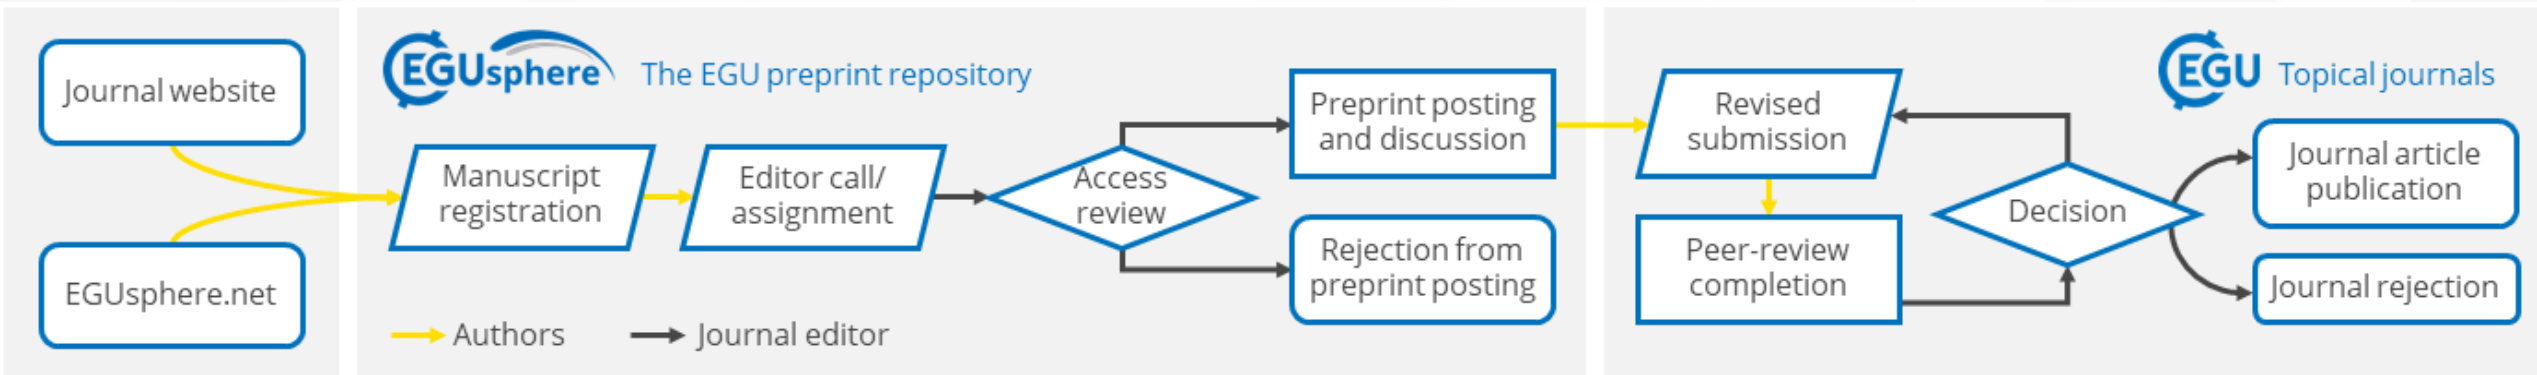 Journal website
EGUsphere.net
EGUsphere
The EGU preprint repository
Manuscript
registration
Editor call/
assignment
Access
review
Preprint posting
and discussion
Rejection from
preprint posting
Authors
Journal editor
EGU
Topical journals
Revised
submission
Peer-review
completion
Decision
Journal article
publication
Journal rejection